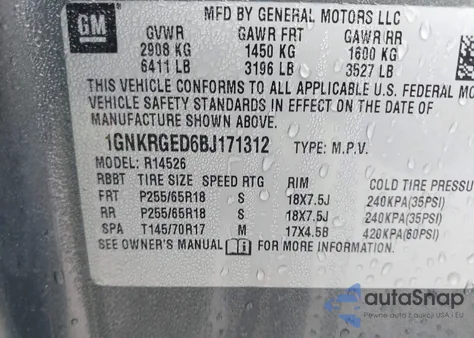 GM
MFD BY GENERAL MOTORS LLC
GVWR GAWR FRT GAWR RR
2908 KG 1450 KG 1600 KG
6411 LB 3196 LB 3527 LB
THIS VEHICLE CONFORMS TO ALL APPLICABLE U.S. FEDERAL MO
VEHICLE SAFETY STANDARDS IN EFFECT ON THE DATE OF
MANUFACTURE SHOWN ABOVE.
1GNKRGED6BJ171312 TYPE: M.P.V.
MODEL: R14526
RBBT TIRE SIZE SPEED RTG RIM COLD TIRE PRESSU
FRT P255/65R18 S 18X7.5J 240KPA(35PSI)
RR P255/65R18 S 18X7.5J 240KPA(35PSI)
SPA T145/70R17 M 17X4.5B 420KPA(60PSI)
SEE OWNER'S MANUAL i FOR MORE INFORMATION.
autoSnap